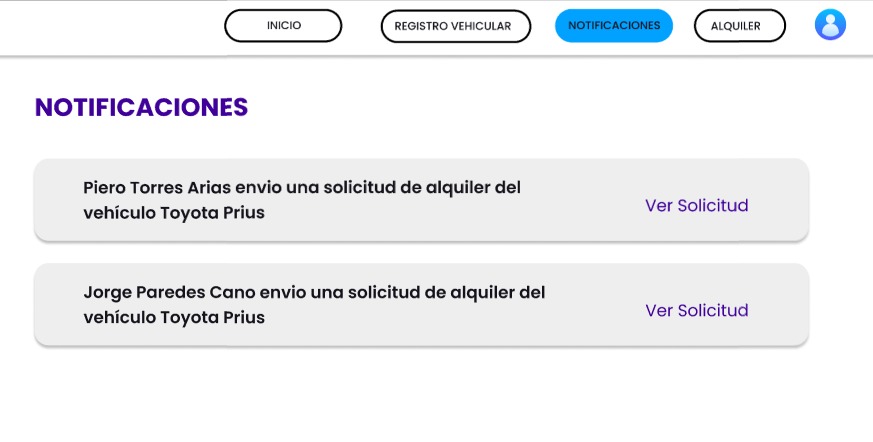 INICIO
REGISTRO VEHICULAR
NOTIFICACIONES
ALQUILER
NOTIFICACIONES
Piero Torres Arias envio una solicitud de alquiler del
vehículo Toyota Prius
Ver Solicitud
Jorge Paredes Cano envio una solicitud de alquiler del
vehículo Toyota Prius
Ver Solicitud